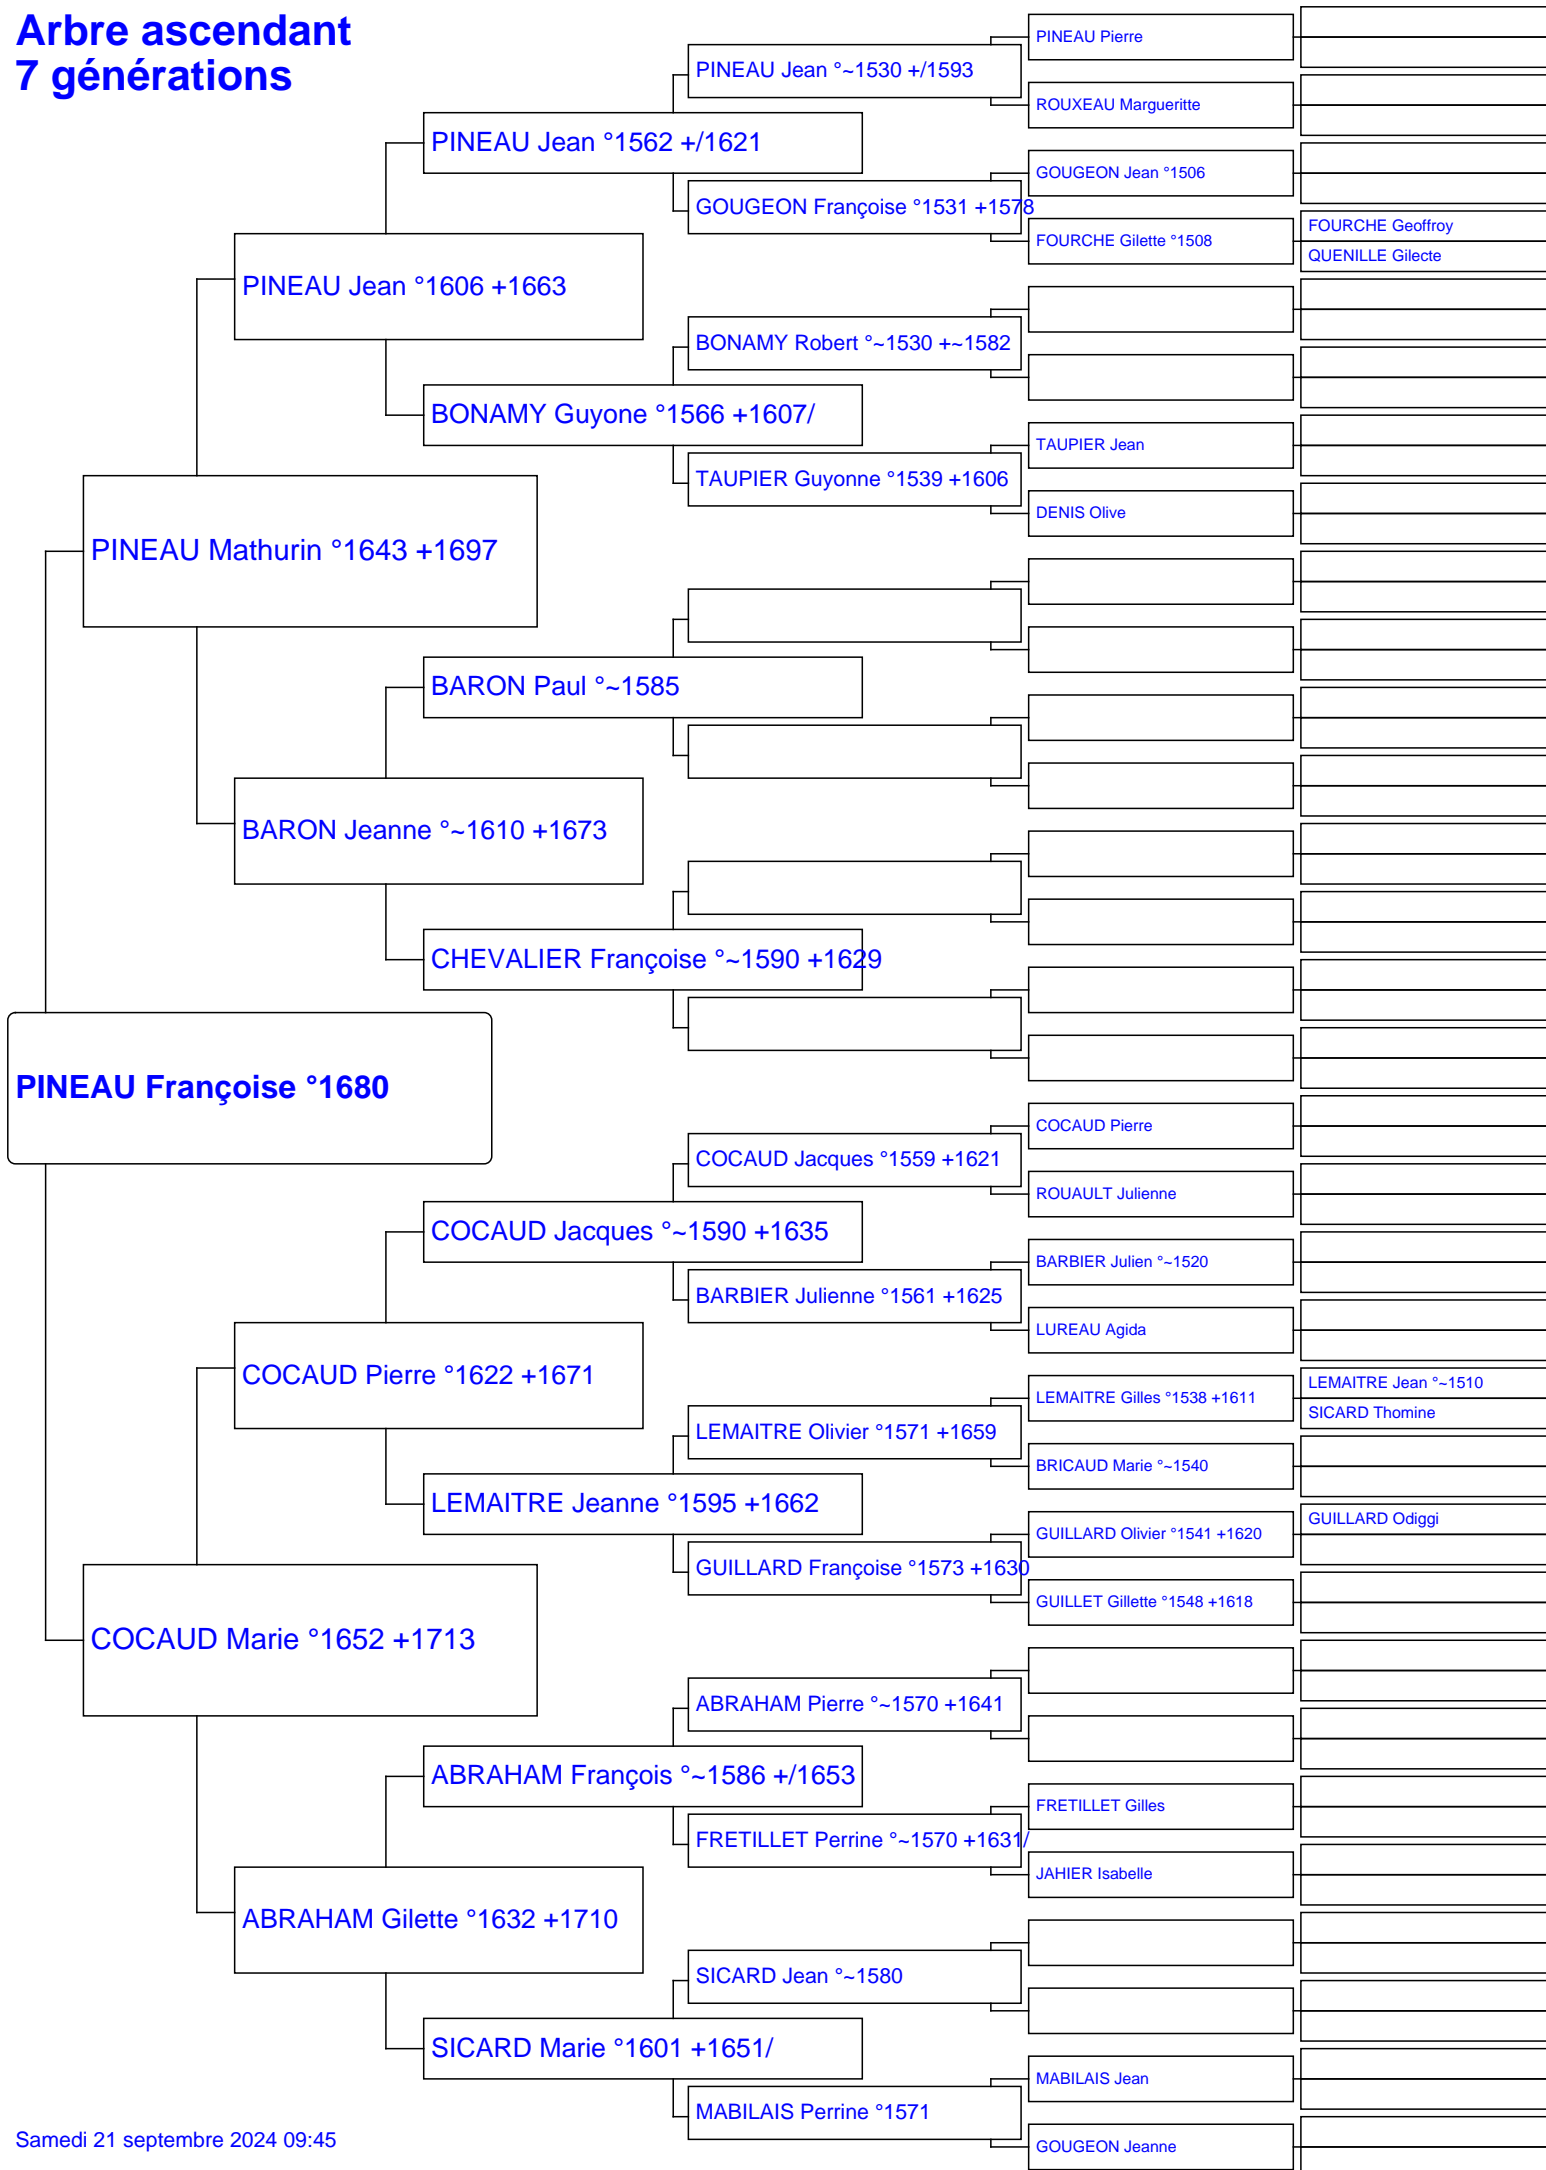 Arbre ascendant
7 générations
PINEAU Pierre
PINEAU Jean °~1530 +/1593
ROUXEAU Margueritte
PINEAU Jean °1562 +/1621
GOUGEON Jean °1506
GOUGEON Françoise °1531 +1578
FOURCHE Geoffroy
FOURCHE Gilette °1508
QUENILLE Gilecte
PINEAU Jean °1606 +1663
BONAMY Robert °~1530 +~1582
BONAMY Guyone °1566 +1607/
TAUPIER Jean
TAUPIER Guyonne °1539 +1606
DENIS Olive
PINEAU Mathurin °1643 +1697
BARON Paul °~1585
BARON Jeanne °~1610 +1673
CHEVALIER Françoise °~1590 +1629
PINEAU Françoise °1680
COCAUD Pierre
COCAUD Jacques °1559 +1621
ROUAULT Julienne
COCAUD Jacques °~1590 +1635
BARBIER Julien °~1520
BARBIER Julienne °1561 +1625
LUREAU Agida
COCAUD Pierre °1622 +1671
LEMAITRE Jean °~1510
LEMAITRE Gilles °1538 +1611
SICARD Thomine
LEMAITRE Olivier °1571 +1659
BRICAUD Marie °~1540
LEMAITRE Jeanne °1595 +1662
GUILLARD Odiggi
GUILLARD Olivier °1541 +1620
GUILLARD Françoise °1573 +1630
GUILLET Gillette °1548 +1618
COCAUD Marie °1652 +1713
ABRAHAM Pierre °~1570 +1641
ABRAHAM François °~1586 +/1653
FRETILLET Gilles
FRETILLET Perrine °~1570 +1631/
JAHIER Isabelle
ABRAHAM Gilette °1632 +1710
SICARD Jean °~1580
SICARD Marie °1601 +1651/
MABILAIS Jean
MABILAIS Perrine °1571
GOUGEON Jeanne
Samedi 21 septembre 2024 09:45